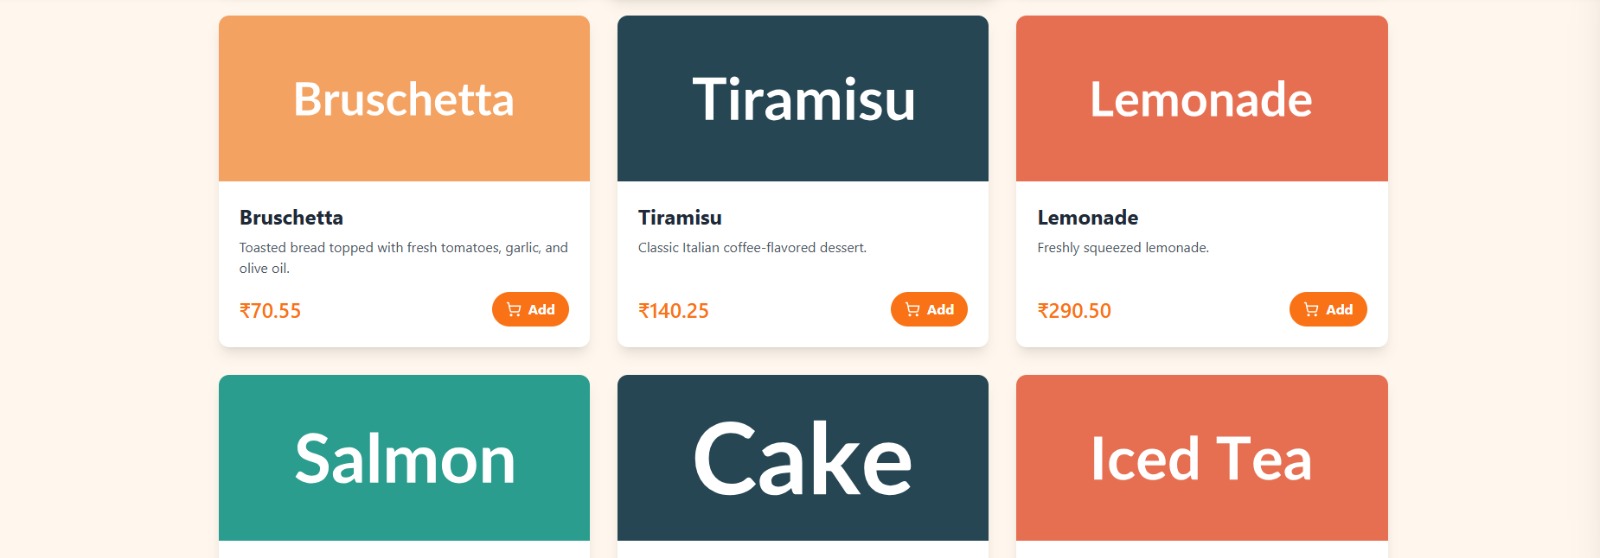 Bruschetta
Tiramisu
Lemonade
Bruschetta
Toasted bread topped with fresh tomatoes, garlic, and
olive oil.
₹70.55
Add
Tiramisu
Classic Italian coffee-flavored dessert.
₹140.25
Add
Lemonade
Freshly squeezed lemonade.
₹290.50
Add
Salmon
Cake
Iced Tea